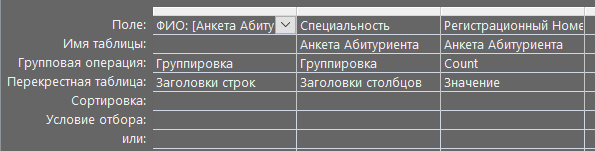 Поле: ФИО: [Анкета Абиту Специальность Регистрационный Номе
Имя таблицы: Анкета Абитуриента Анкета Абитуриента
Групповая операция: Группировка Группировка Count
Перекрестная таблица: Заголовки строк Заголовки столбцов Значение
Сортировка:
Условие отбора:
или: